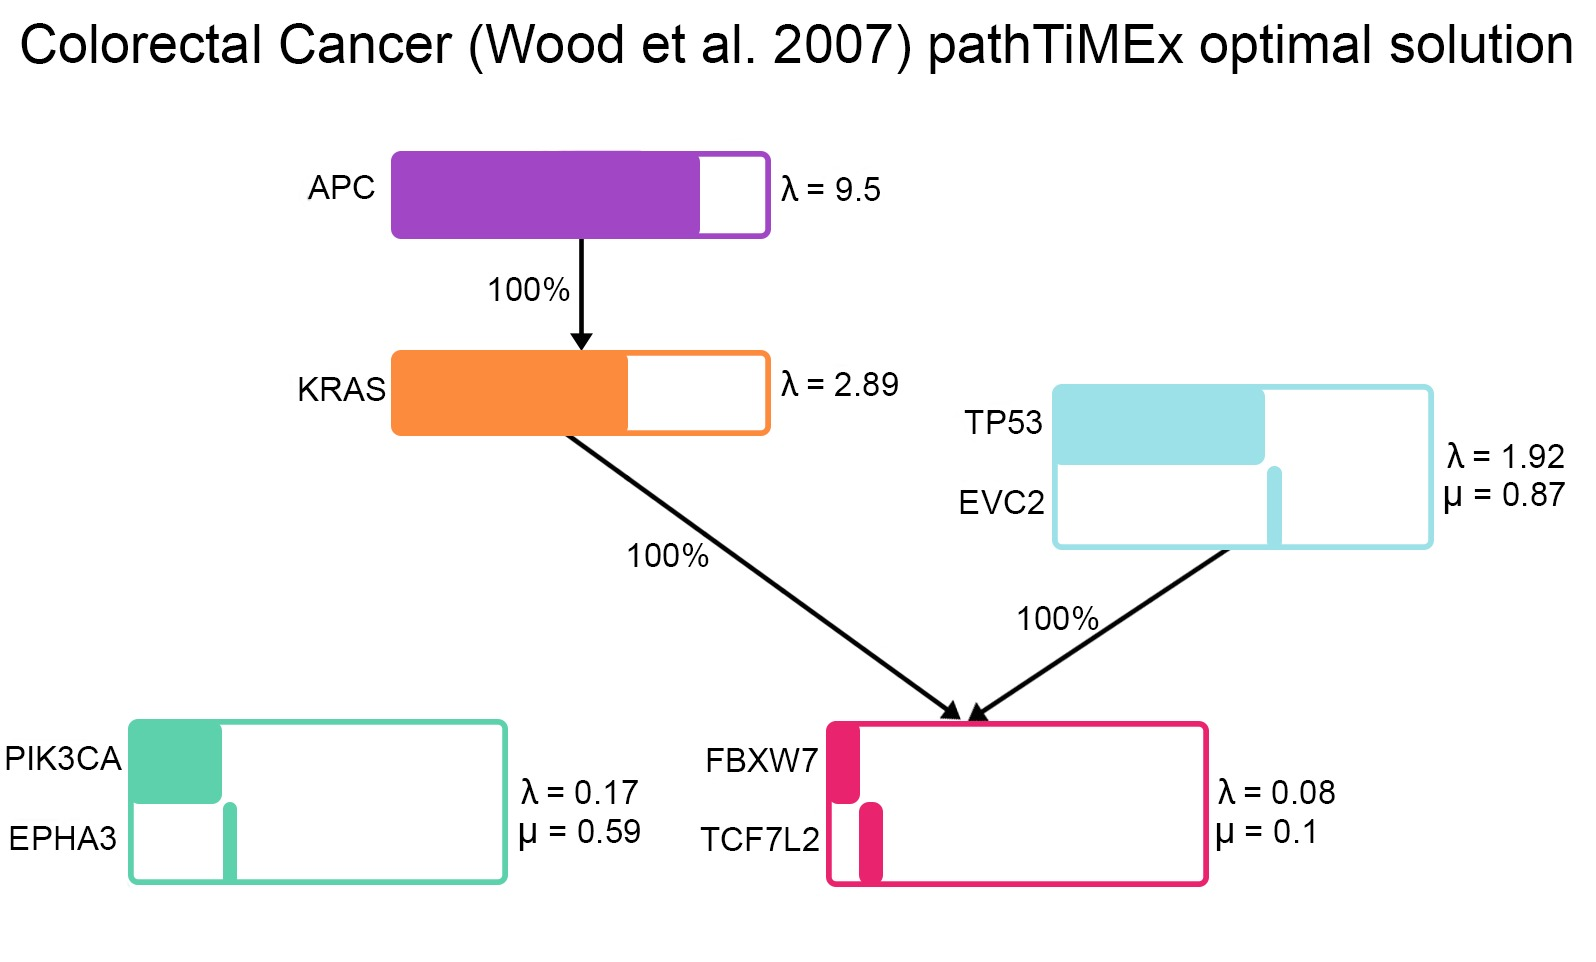 Colorectal Cancer (Wood et al. 2007) pathTiMEx optimal solution
APC
λ = 9.5
100%
KRAS
λ = 2.89
TP53
EVC2
λ = 1.92
μ = 0.87
100%
100%
PIK3CA
EPHA3
λ = 0.17
μ = 0.59
FBXW7
TCF7L2
λ = 0.08
μ = 0.1